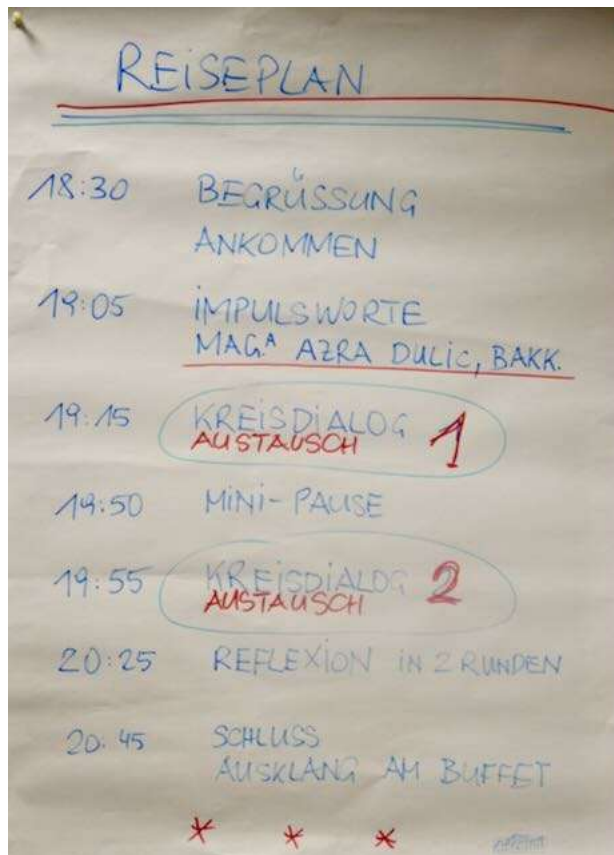 REISEPLAN
18:30 BEGRÜSSUNG
ANKOMMEN
19:05 IMPULSWORTE
MAG.A AZRA DULIC, BAKK.
19:15 KREISDIALOG 1
AUSTAUSCH
19:50 MINI-PAUSE
19:55 KREISDIALOG 2
AUSTAUSCH
20:25 REFLEXION IN 2 RUNDEN
20.45 SCHLUSS
AUSKLANG AM BUFFET
* * *